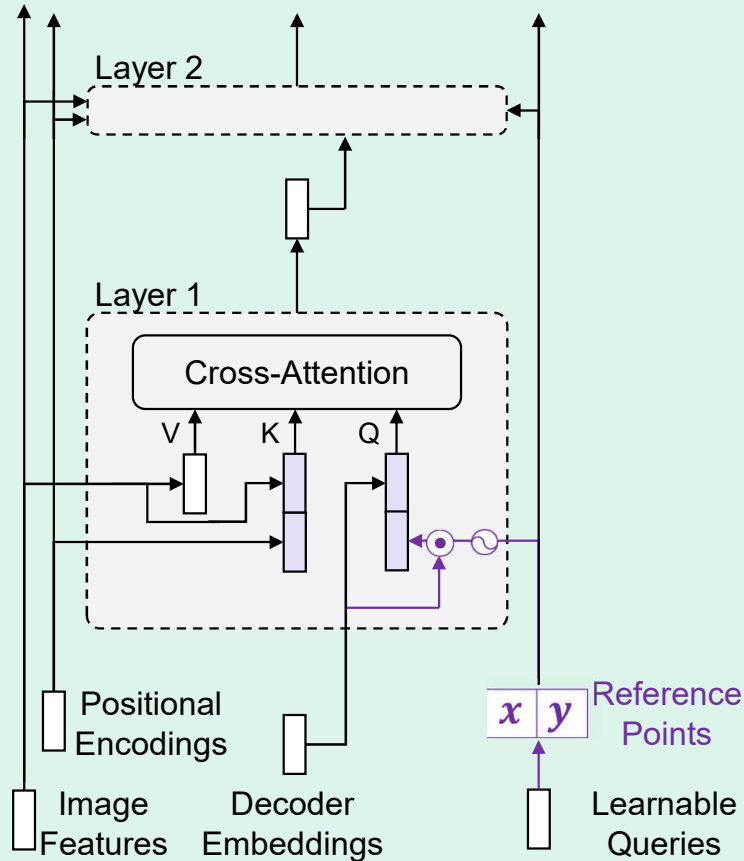 Layer 2
Layer 1
Cross-Attention
V
K
Q
Positional
Encodings
x y
Reference
Points
Image
Features
Decoder
Embeddings
Learnable
Queries